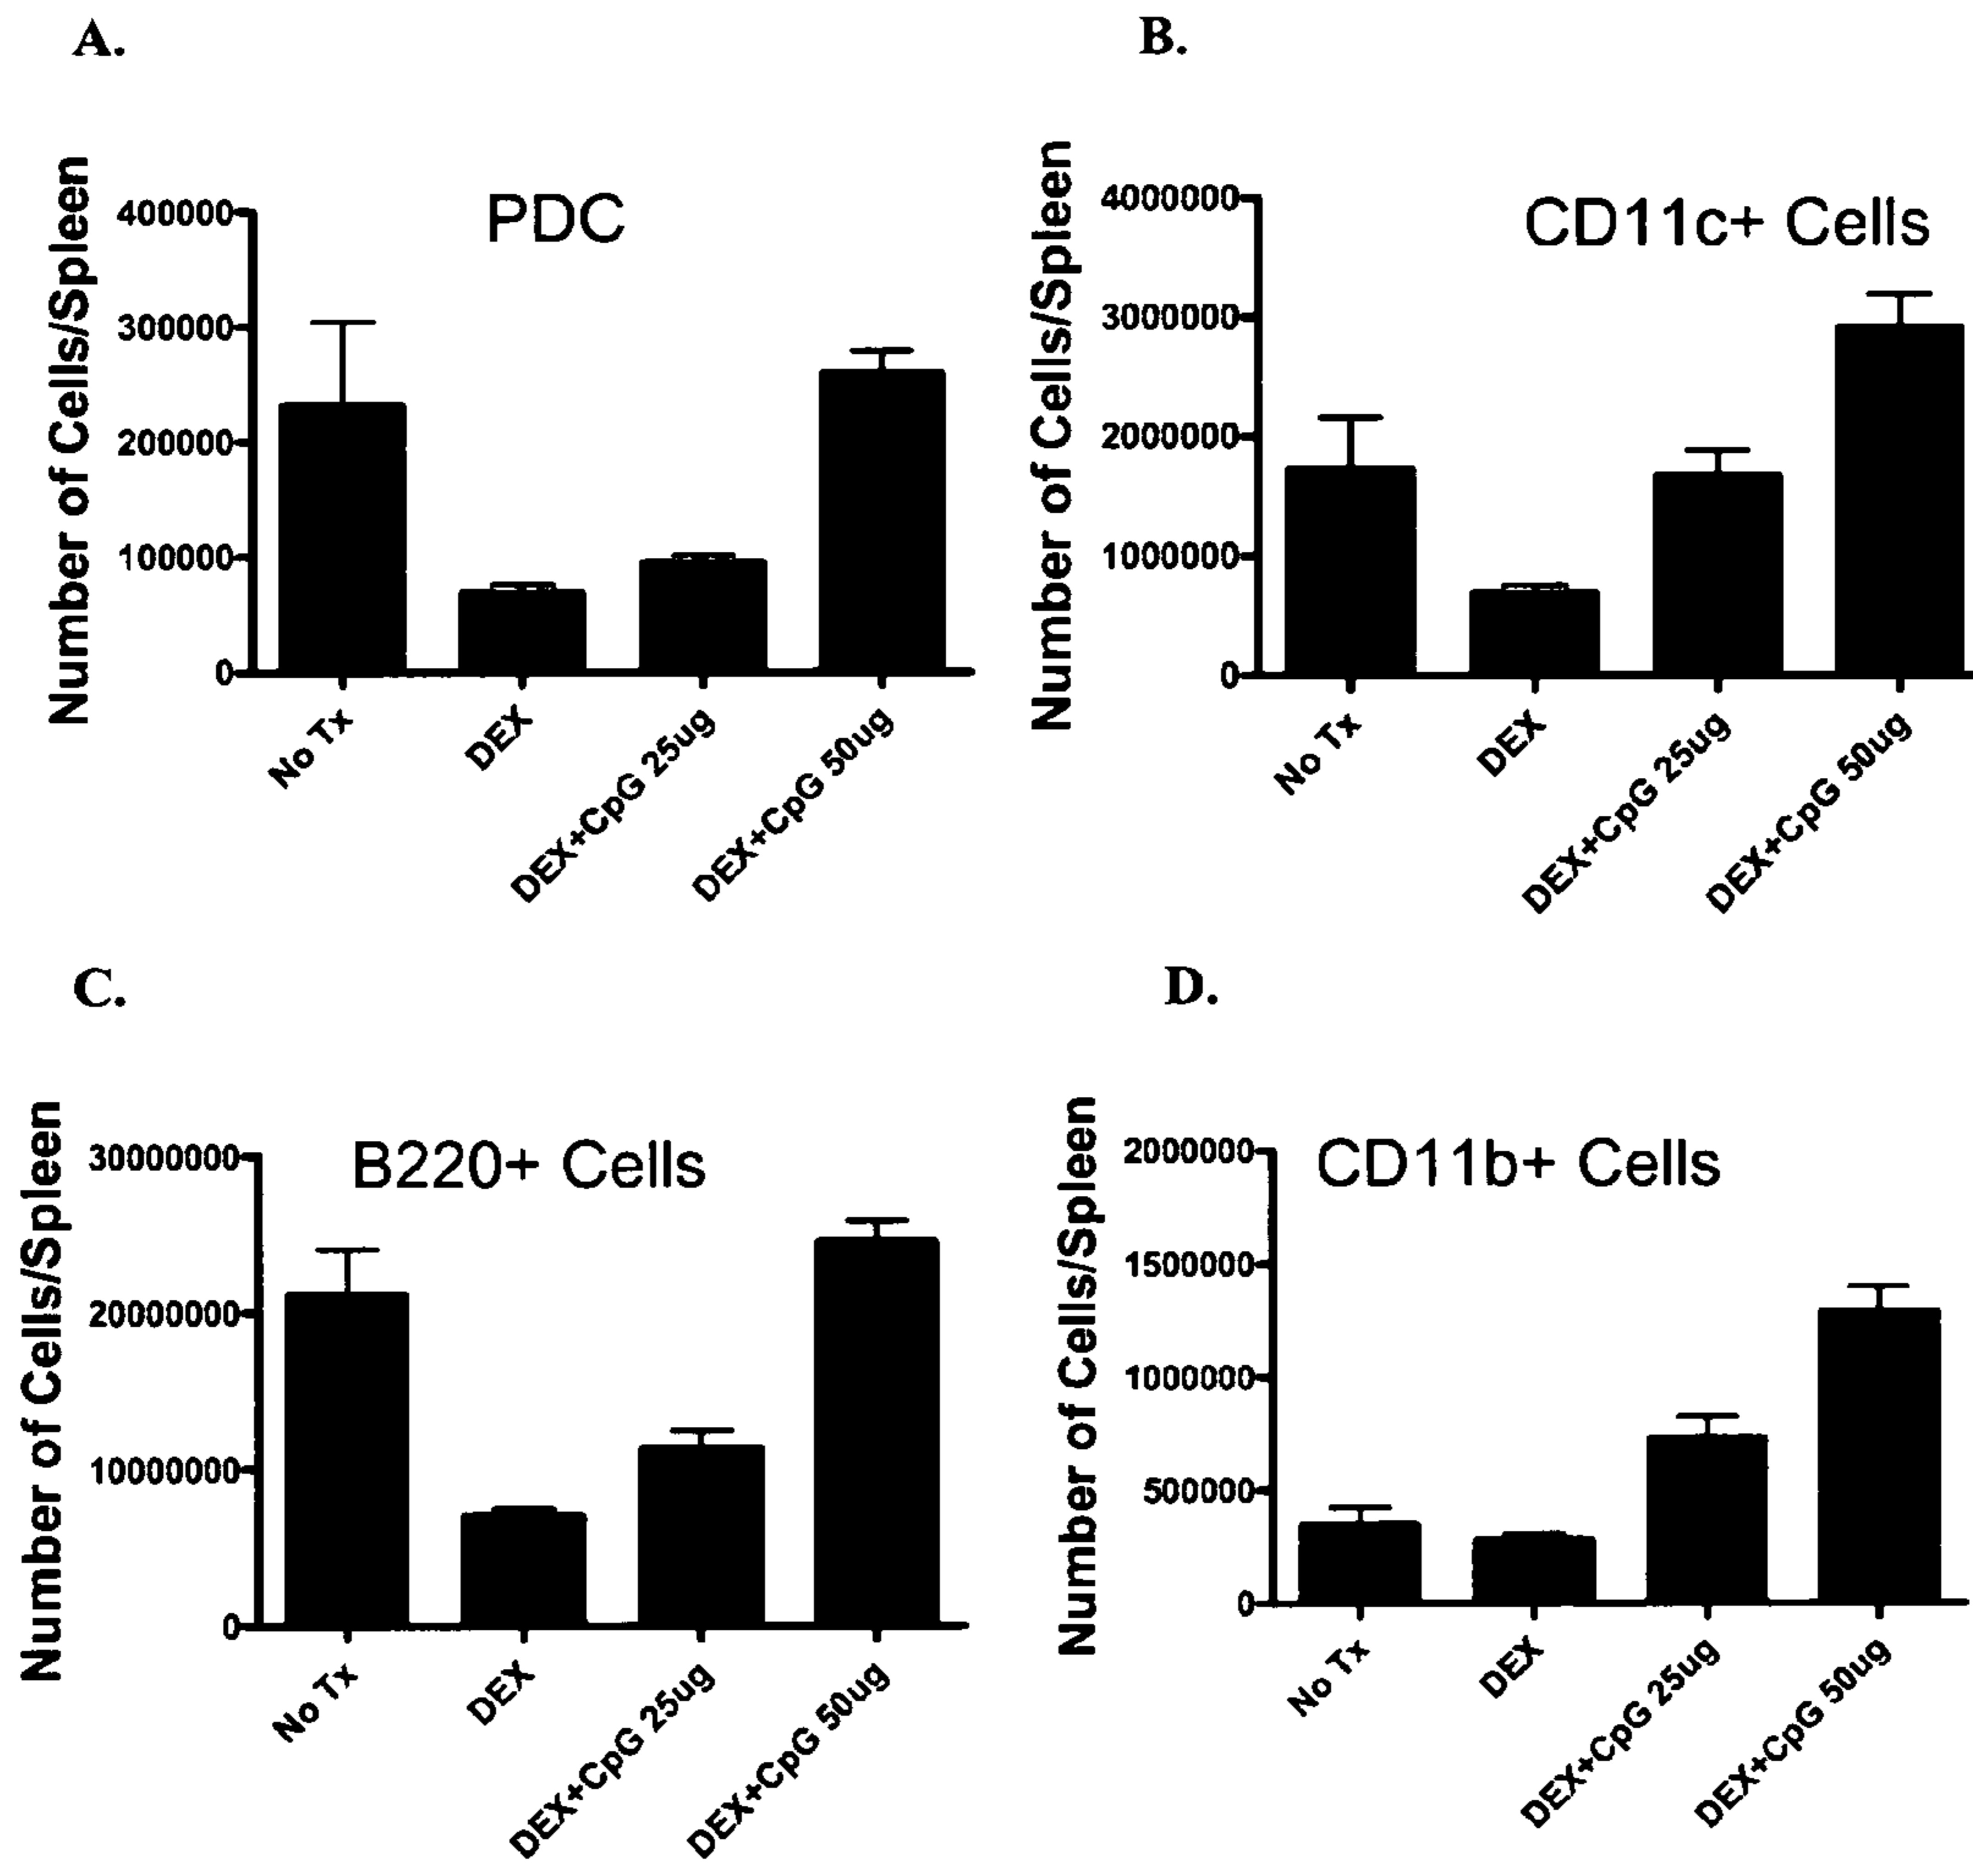 A.
PDC
Number of Cells/Spleen
400000
300000
200000
100000
0
No Tx
DEX
DEX+CpG 25ug
DEX+CpG 50ug
B.
CD11c+ Cells
Number of Cells/Spleen
4000000
3000000
2000000
1000000
0
No Tx
DEX
DEX+CpG 25ug
DEX+CpG 50ug
C.
B220+ Cells
Number of Cells/Spleen
30000000
20000000
10000000
0
No Tx
DEX
DEX+CpG 25ug
DEX+CpG 50ug
D.
CD11b+ Cells
Number of Cells/Spleen
2000000
1500000
1000000
500000
0
No Tx
DEX
DEX+CpG 25ug
DEX+CpG 50ug